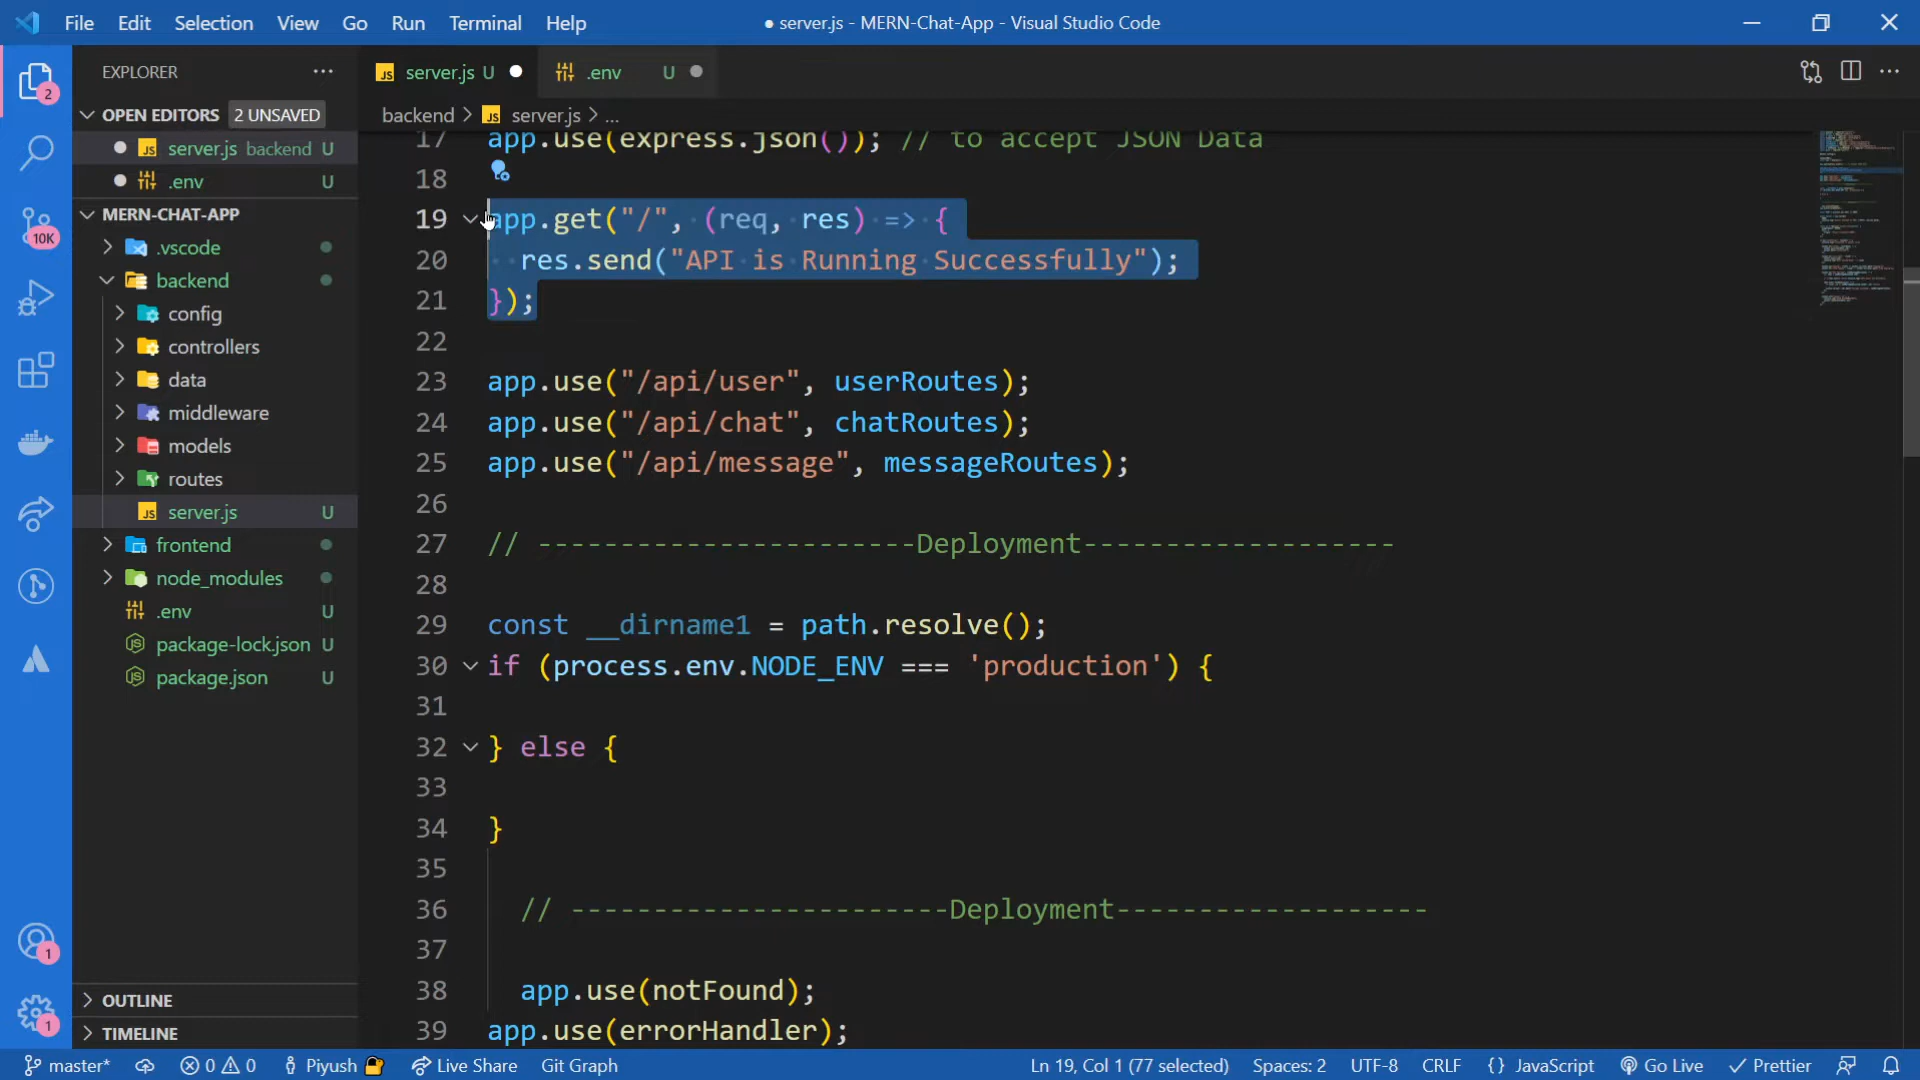 File Edit Selection View Go Run Terminal Help
● server.js - MERN-Chat-App - Visual Studio Code
EXPLORER
OPEN EDITORS 2 UNSAVED
server.js backend U
.env U
MERN-CHAT-APP
.vscode
backend
config
controllers
data
middleware
models
routes
server.js U
frontend
node_modules
.env U
package-lock.json U
package.json U
OUTLINE
TIMELINE
2
10K
1
1
server.js U
.env U
backend > server.js > ...
17 app.use(express.json()); // to accept JSON Data
18
19 app.get("/", (req, res) => {
20 res.send("API is Running Successfully");
21 });
22
23 app.use("/api/user", userRoutes);
24 app.use("/api/chat", chatRoutes);
25 app.use("/api/message", messageRoutes);
26
27 // -----------------------Deployment-------------------
28
29 const __dirname1 = path.resolve();
30 if (process.env.NODE_ENV === 'production') {
31
32 } else {
33
34 }
35
36 // -----------------------Deployment-------------------
37
38 app.use(notFound);
39 app.use(errorHandler);
master* 0 0 Piyush Live Share Git Graph
Ln 19, Col 1 (77 selected) Spaces: 2 UTF-8 CRLF {} JavaScript Go Live Prettier